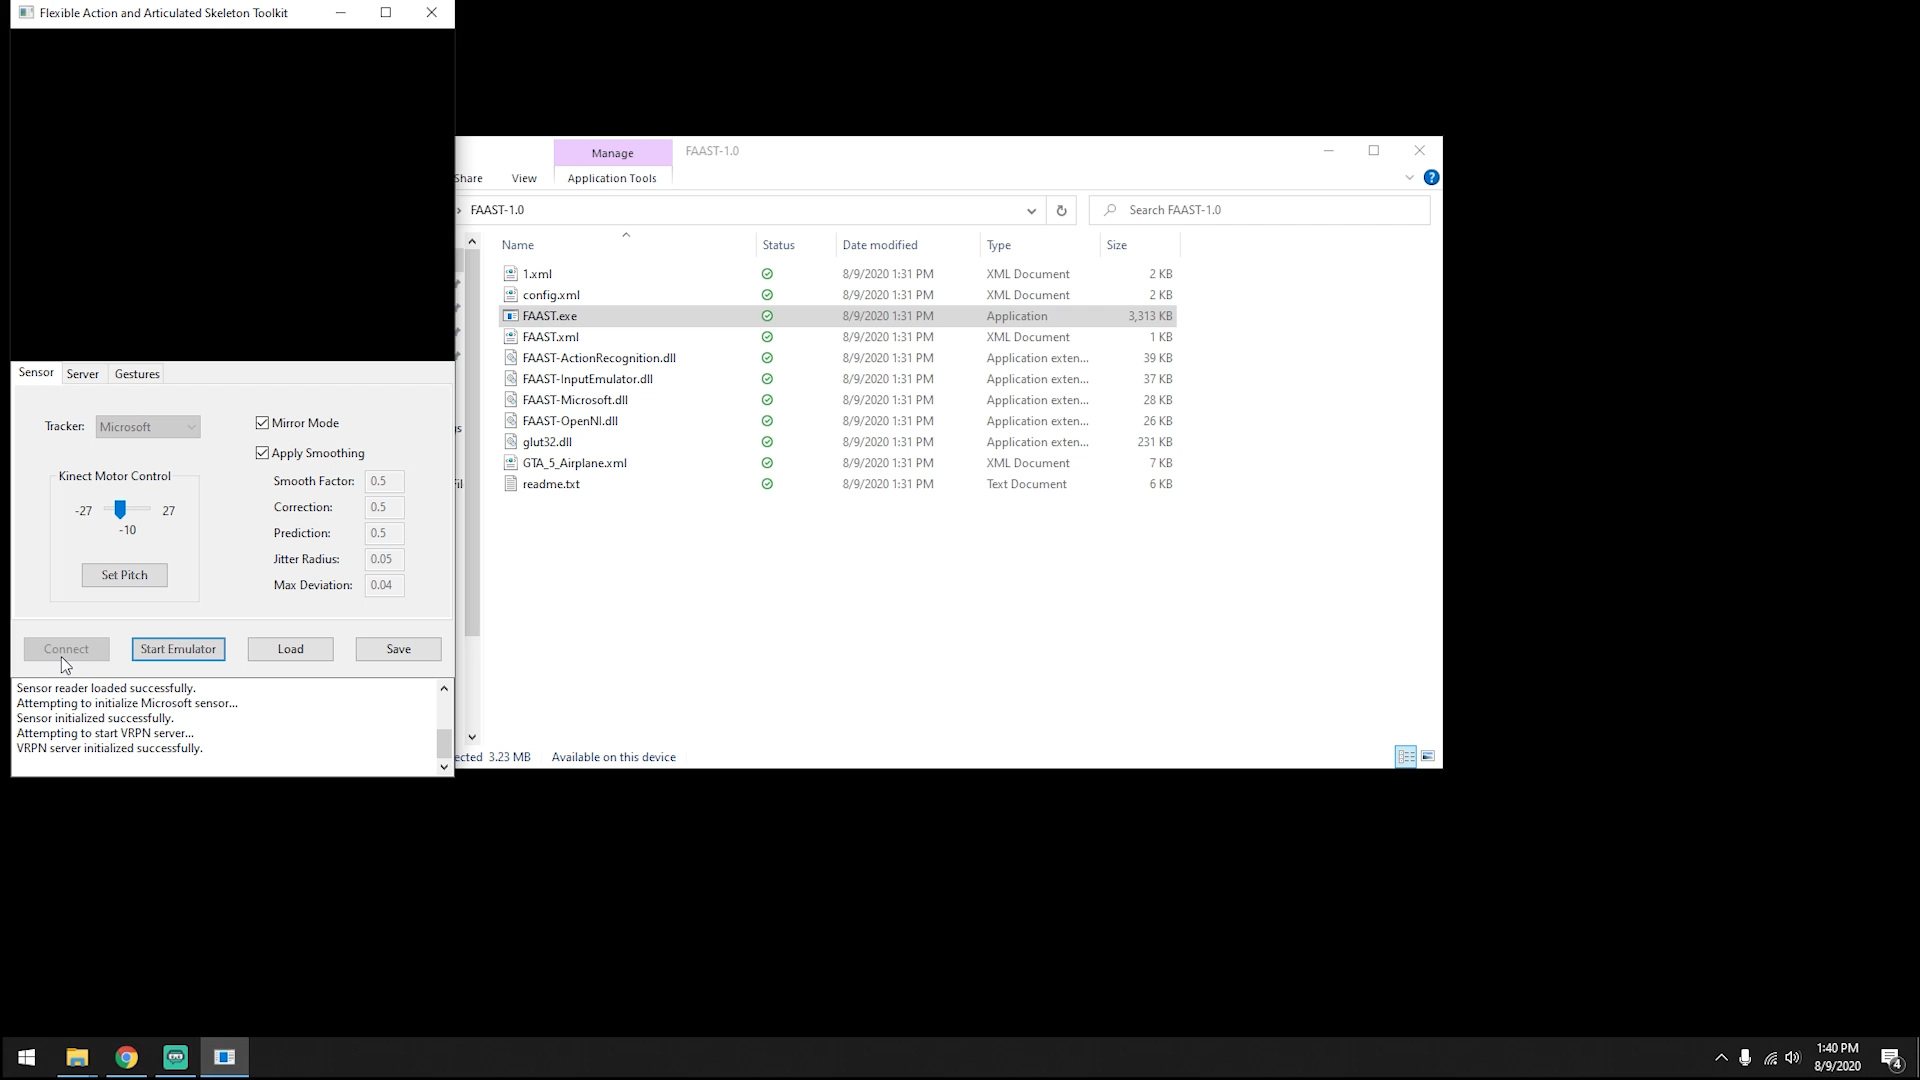 Flexible Action and Articulated Skeleton Toolkit
Manage
FAAST-1.0
Share
View
Application Tools
FAAST-1.0
Search FAAST-1.0
Name
Status
Date modified
Type
Size
1.xml 8/9/2020 1:31 PM XML Document 2 KB
config.xml 8/9/2020 1:31 PM XML Document 2 KB
FAAST.exe 8/9/2020 1:31 PM Application 3,313 KB
FAAST.xml 8/9/2020 1:31 PM XML Document 1 KB
FAAST-ActionRecognition.dll 8/9/2020 1:31 PM Application exten... 39 KB
FAAST-InputEmulator.dll 8/9/2020 1:31 PM Application exten... 37 KB
FAAST-Microsoft.dll 8/9/2020 1:31 PM Application exten... 28 KB
FAAST-OpenNI.dll 8/9/2020 1:31 PM Application exten... 26 KB
glut32.dll 8/9/2020 1:31 PM Application exten... 231 KB
GTA_5_Airplane.xml 8/9/2020 1:31 PM XML Document 7 KB
readme.txt 8/9/2020 1:31 PM Text Document 6 KB
ected 3.23 MB Available on this device
Sensor Server Gestures
Tracker: Microsoft
Mirror Mode
Apply Smoothing
Kinect Motor Control
-27 27
-10
Set Pitch
Smooth Factor: 0.5
Correction: 0.5
Prediction: 0.5
Jitter Radius: 0.05
Max Deviation: 0.04
Connect Start Emulator Load Save
Sensor reader loaded successfully.
Attempting to initialize Microsoft sensor...
Sensor initialized successfully.
Attempting to start VRPN server...
VRPN server initialized successfully.
1:40 PM
8/9/2020
4